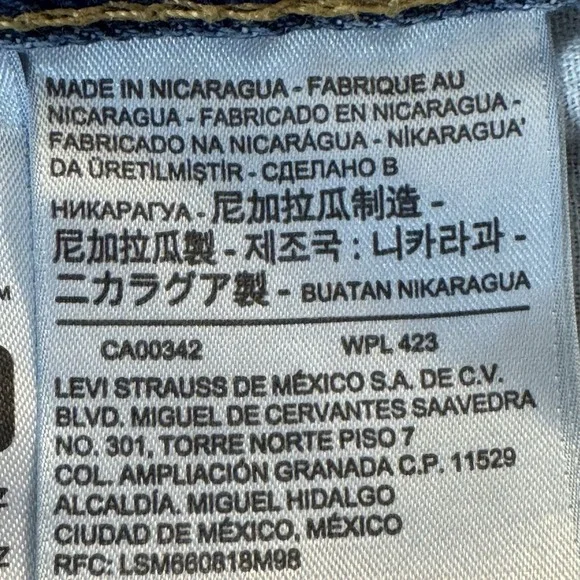 MADE IN NICARAGUA - FABRIQUE AU
NICARAGUA - FABRICADO EN NICARAGUA -
FABRICADO NA NICARÁGUA - NİKARAGUA'
DA ÜRETİLMİŞTİR - СДЕЛАНО В
НИКАРАГУА - 尼加拉瓜制造 -
尼加拉瓜製 - 제조국 : 니카라과 -
ニカラグア製 - BUATAN NIKARAGUA
CA00342 WPL 423
LEVI STRAUSS DE MÉXICO S.A. DE C.V.
BLVD. MIGUEL DE CERVANTES SAAVEDRA
NO. 301, TORRE NORTE PISO 7
COL. AMPLIACIÓN GRANADA C.P. 11529
ALCALDÍA. MIGUEL HIDALGO
CIUDAD DE MÉXICO, MÉXICO
RFC: LSM660818M98